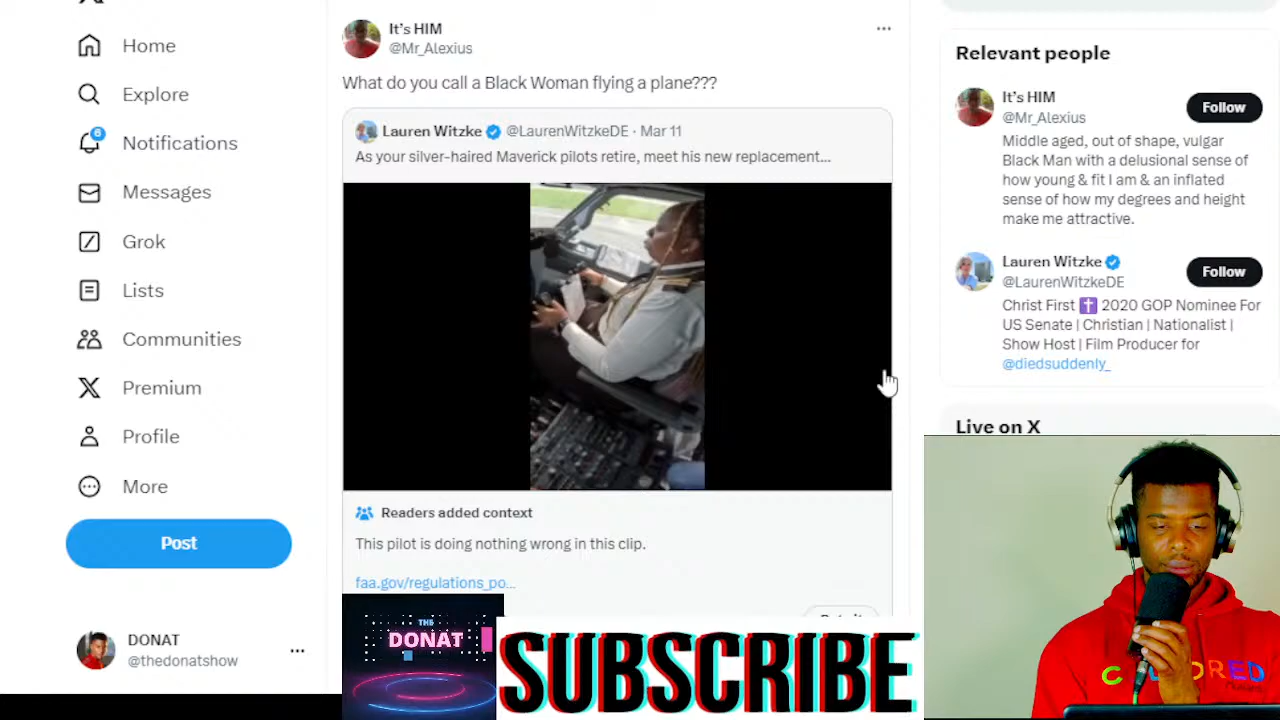 Home
Explore
6
Notifications
Messages
Grok
Lists
Communities
Premium
Profile
More
Post
DONAT
@thedonatshow
It's HIM
@Mr_Alexius
What do you call a Black Woman flying a plane???
Lauren Witzke @LaurenWitzkeDE · Mar 11
As your silver-haired Maverick pilots retire, meet his new replacement...
Readers added context
This pilot is doing nothing wrong in this clip.
faa.gov/regulations_po...
THE
DONAT
SUBSCRIBE
Relevant people
It's HIM
@Mr_Alexius
Follow
Middle aged, out of shape, vulgar
Black Man with a delusional sense of
how young & fit I am & an inflated
sense of how my degrees and height
make me attractive.
Lauren Witzke
@LaurenWitzkeDE
Follow
Christ First ✝️ 2020 GOP Nominee For
US Senate | Christian | Nationalist |
Show Host | Film Producer for
@diedsuddenly_
Live on X